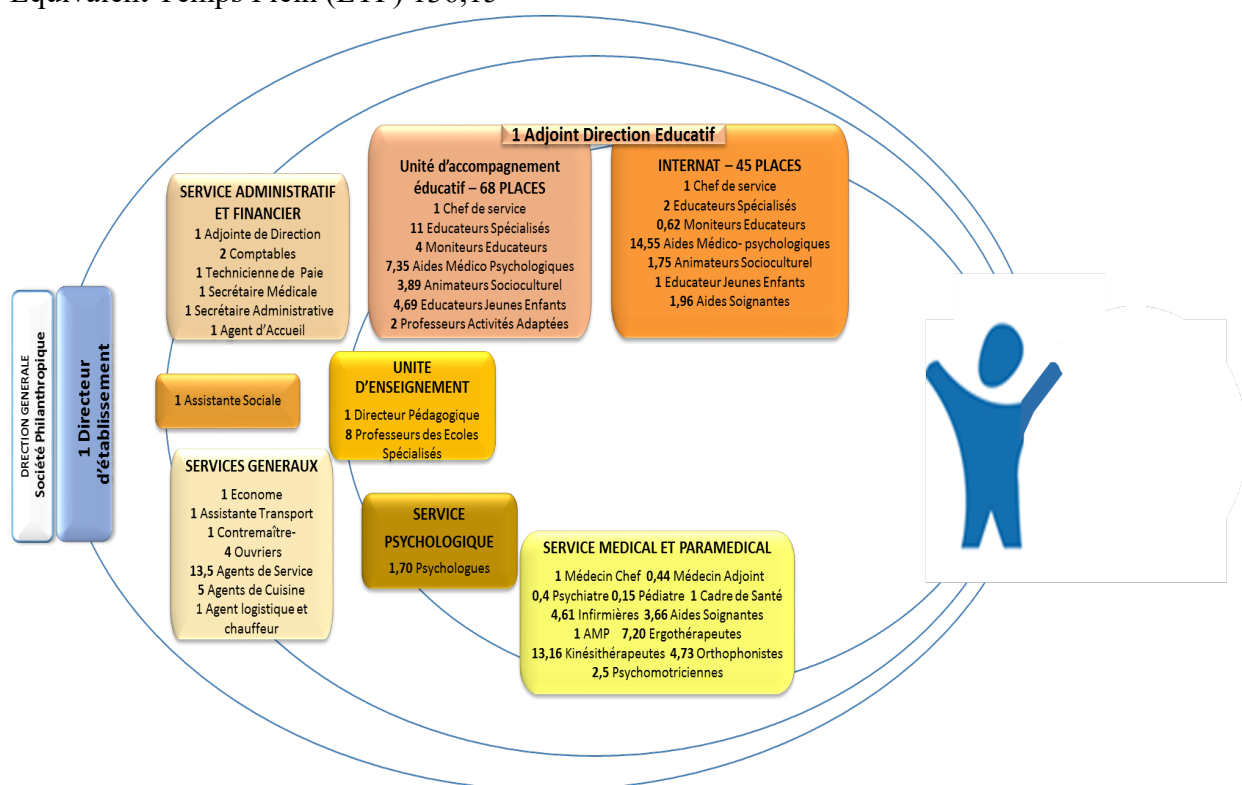 Equivalent Temps Plein (ETP) 136,15
1 Adjoint Direction Educatif
Unité d'accompagnement
éducatif – 68 PLACES
1 Chef de service
11 Educateurs Spécialisés
4 Moniteurs Educateurs
7,35 Aides Médico Psychologiques
3,89 Animateurs Socioculturel
4,69 Educateurs Jeunes Enfants
2 Professeurs Activités Adaptées
INTERNAT – 45 PLACES
1 Chef de service
2 Educateurs Spécialisés
0,62 Moniteurs Educateurs
14,55 Aides Médico- psychologiques
1,75 Animateurs Socioculturel
1 Educateur Jeunes Enfants
1,96 Aides Soignantes
SERVICE ADMINISTRATIF
ET FINANCIER
1 Adjointe de Direction
2 Comptables
1 Technicienne de Paie
1 Secrétaire Médicale
1 Secrétaire Administrative
1 Agent d'Accueil
DRECTION GENERALE
Société Philanthropique
1 Directeur
d'établissement
1 Assistante Sociale
UNITE
D'ENSEIGNEMENT
1 Directeur Pédagogique
8 Professeurs des Ecoles
Spécialisés
SERVICES GENERAUX
1 Econome
1 Assistante Transport
1 Contremaître-
4 Ouvriers
13,5 Agents de Service
5 Agents de Cuisine
1 Agent logistique et
chauffeur
SERVICE
PSYCHOLOGIQUE
1,70 Psychologues
SERVICE MEDICAL ET PARAMEDICAL
1 Médecin Chef 0,44 Médecin Adjoint
0,4 Psychiatre 0,15 Pédiatre 1 Cadre de Santé
4,61 Infirmières 3,66 Aides Soignantes
1 AMP 7,20 Ergothérapeutes
13,16 Kinésithérapeutes 4,73 Orthophonistes
2,5 Psychomotriciennes